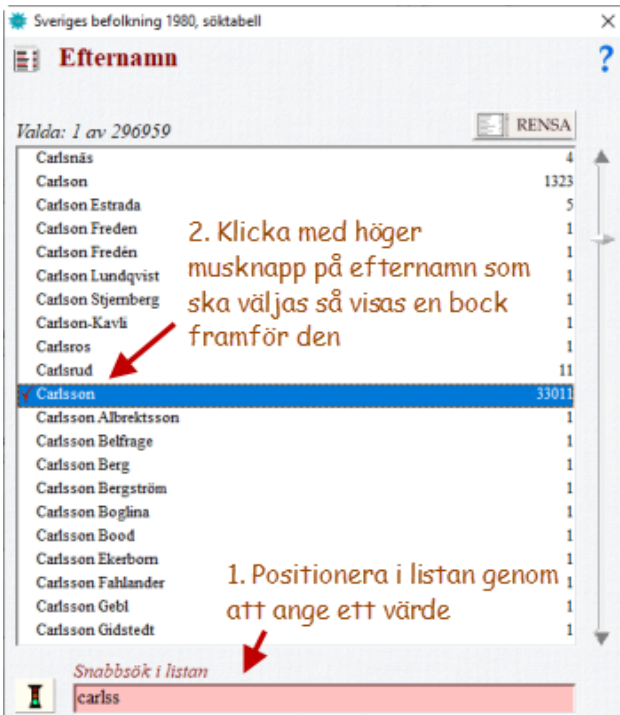 Sveriges befolkning 1980, söktabell
Efternamn
?
Valda: 1 av 296959
RENSA
Carlsnäs 4
Carlson 1323
Carlson Estrada 5
Carlson Freden 1
Carlson Fredén 1
Carlson Lundqvist 1
Carlson Stjernberg 1
Carlson-Kavli 1
Carlsros 1
Carlsrud 11
Carlsson 33011
Carlsson Albrektsson 1
Carlsson Belfrage 1
Carlsson Berg 1
Carlsson Bergström 1
Carlsson Boglina 1
Carlsson Bood 1
Carlsson Ekerborn 1
Carlsson Fahlander 1
Carlsson Gebl 1
Carlsson Gidstedt 1
2. Klicka med höger
musknapp på efternamn som
ska väljas så visas en bock
framför den
1. Positionera i listan genom
att ange ett värde
Snabbsök i listan
carlss